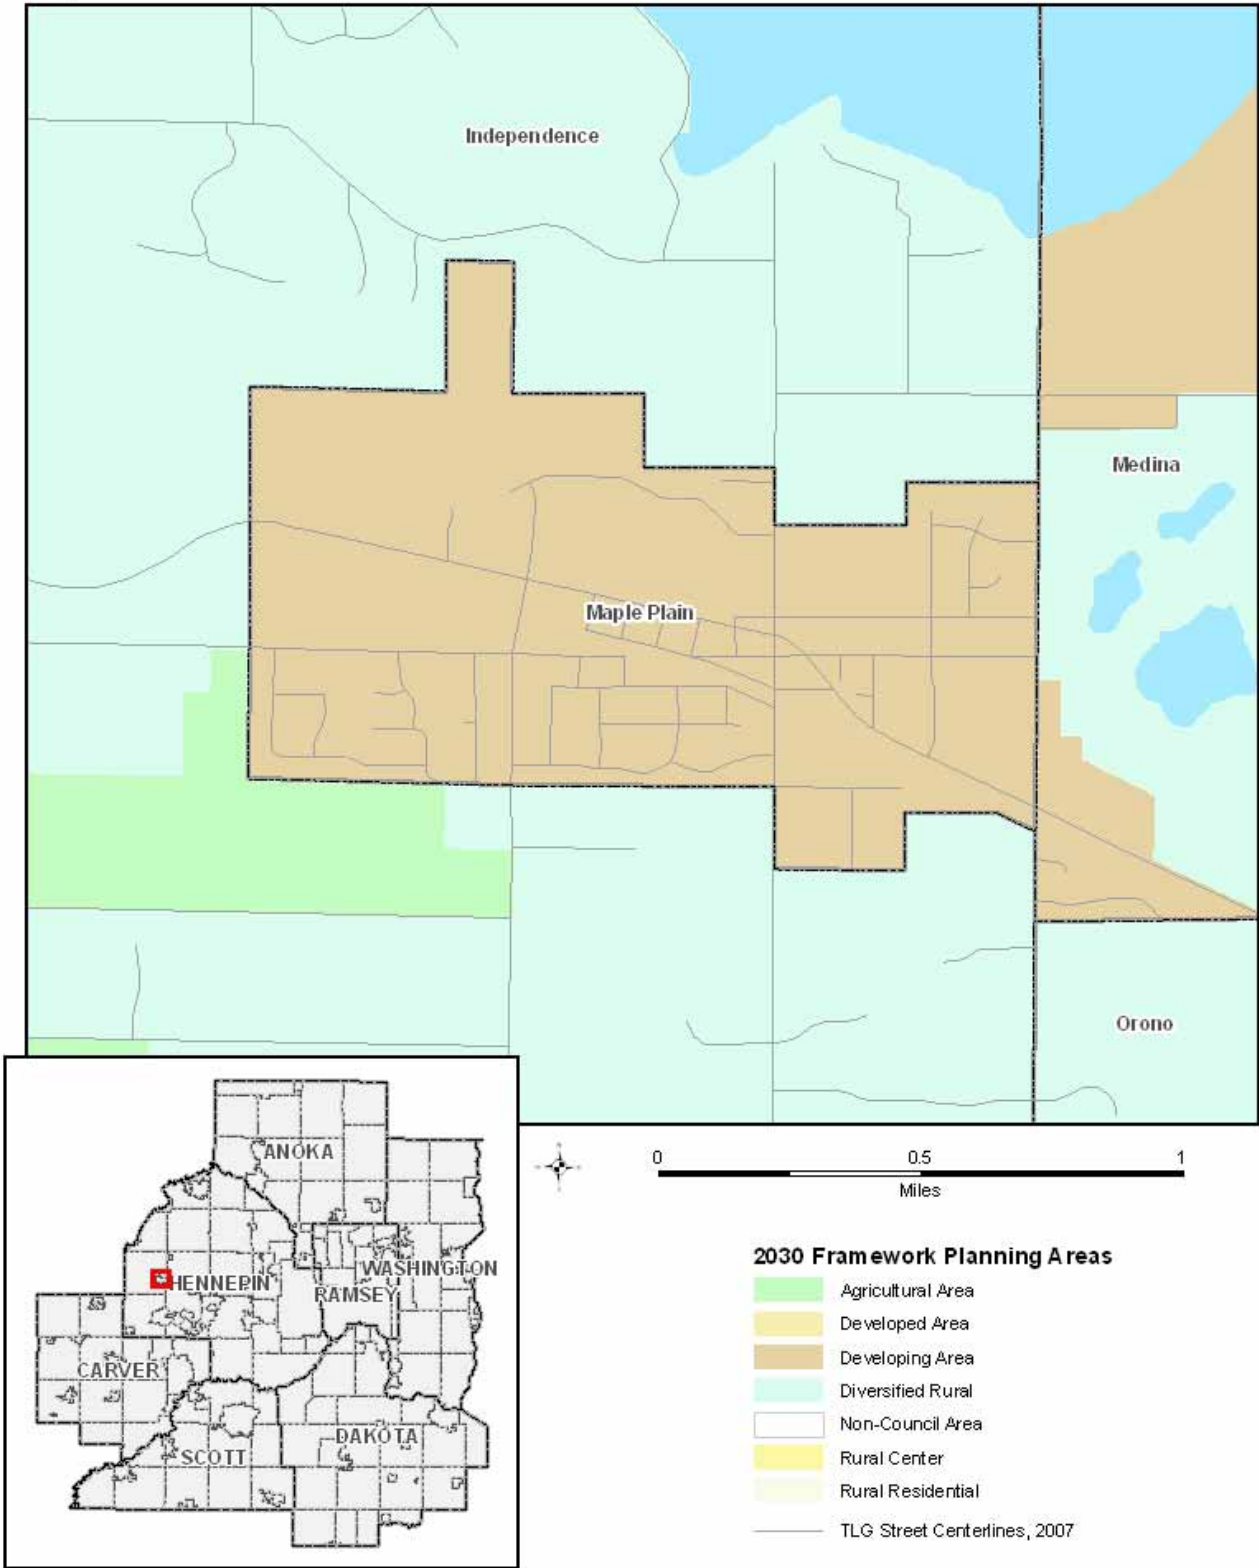 Independence
Medina
Maple Plain
Orono
ANOKA
HENNEPIN
WASHINGTON
RAMSEY
CARVER
SCOTT
DAKOTA
0 0.5 1
Miles
2030 Framework Planning Areas
Agricultural Area
Developed Area
Developing Area
Diversified Rural
Non-Council Area
Rural Center
Rural Residential
TLG Street Centerlines, 2007